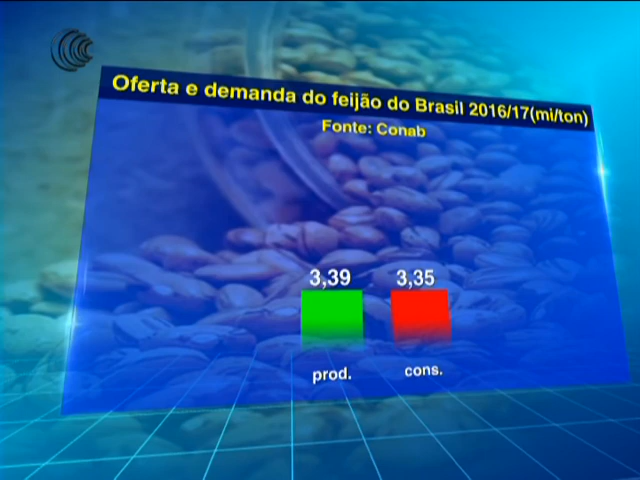 Oferta e demanda do feijão do Brasil 2016/17(mi/ton)
Fonte: Conab
3,39 3,35
prod. cons.